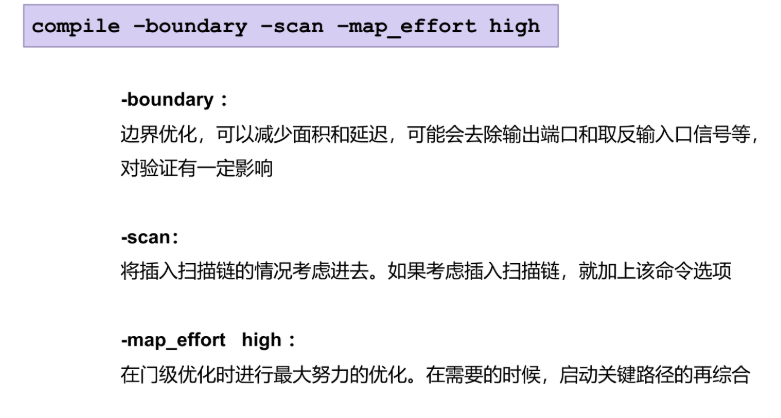 compile –boundary –scan –map_effort high
-boundary：
边界优化，可以减少面积和延迟，可能会去除输出端口和取反输入口信号等，
对验证有一定影响
-scan：
将插入扫描链的情况考虑进去。如果考虑插入扫描链，就加上该命令选项
-map_effort high：
在门级优化时进行最大努力的优化。在需要的时候，启动关键路径的再综合